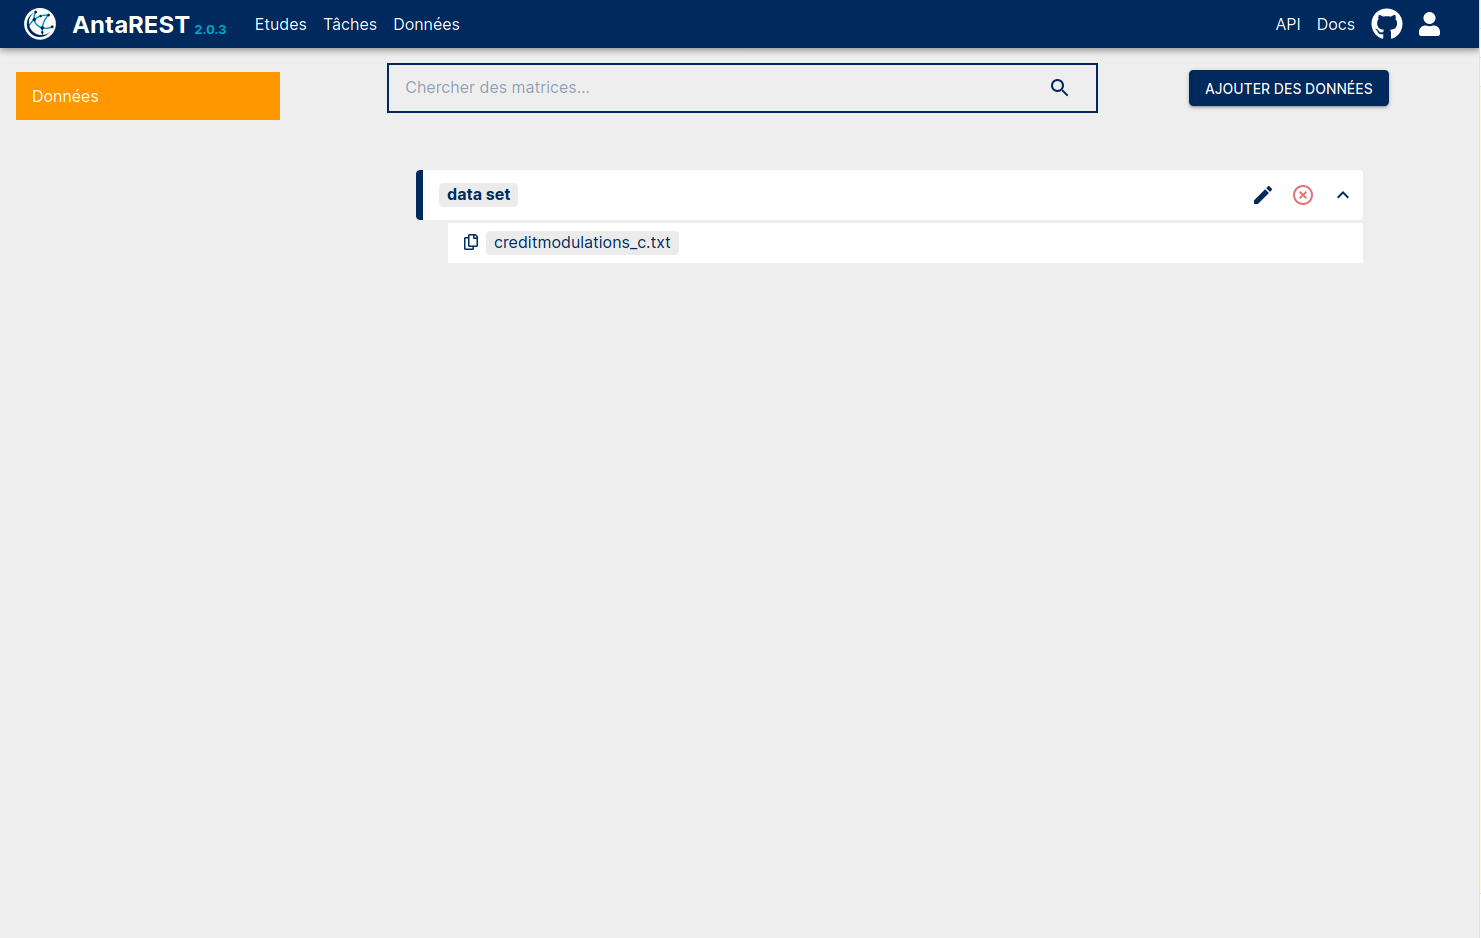 AntaREST 2.0.3 Etudes Tâches Données API Docs
Données
Chercher des matrices...
AJOUTER DES DONNÉES
data set
creditmodulations_c.txt